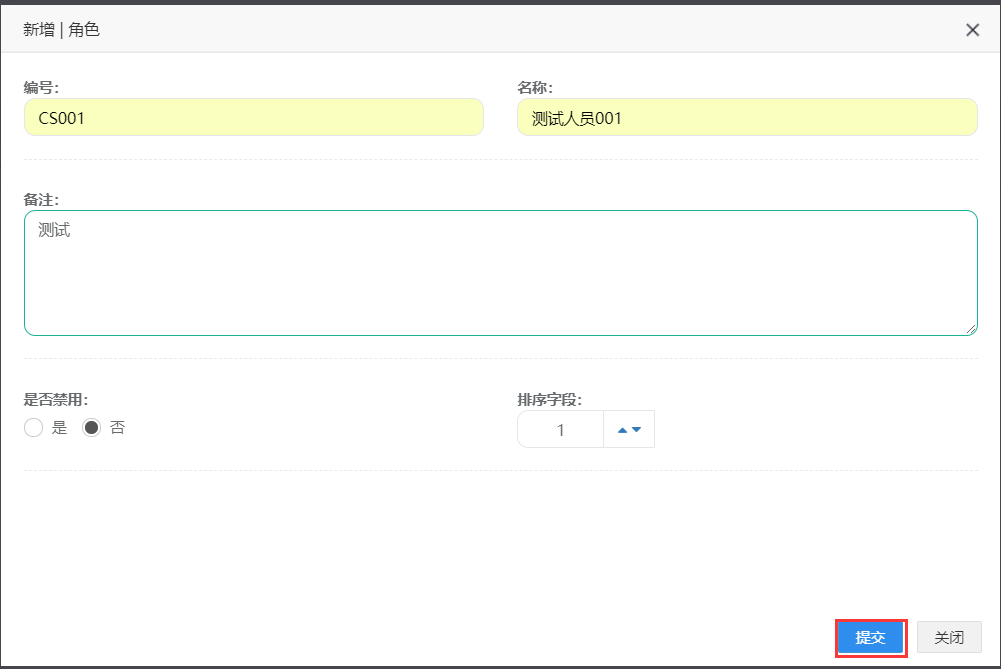 新增 | 角色
编号: 名称:
CS001 测试人员001
备注:
测试
是否禁用: 排序字段:
是 否 1
提交 关闭